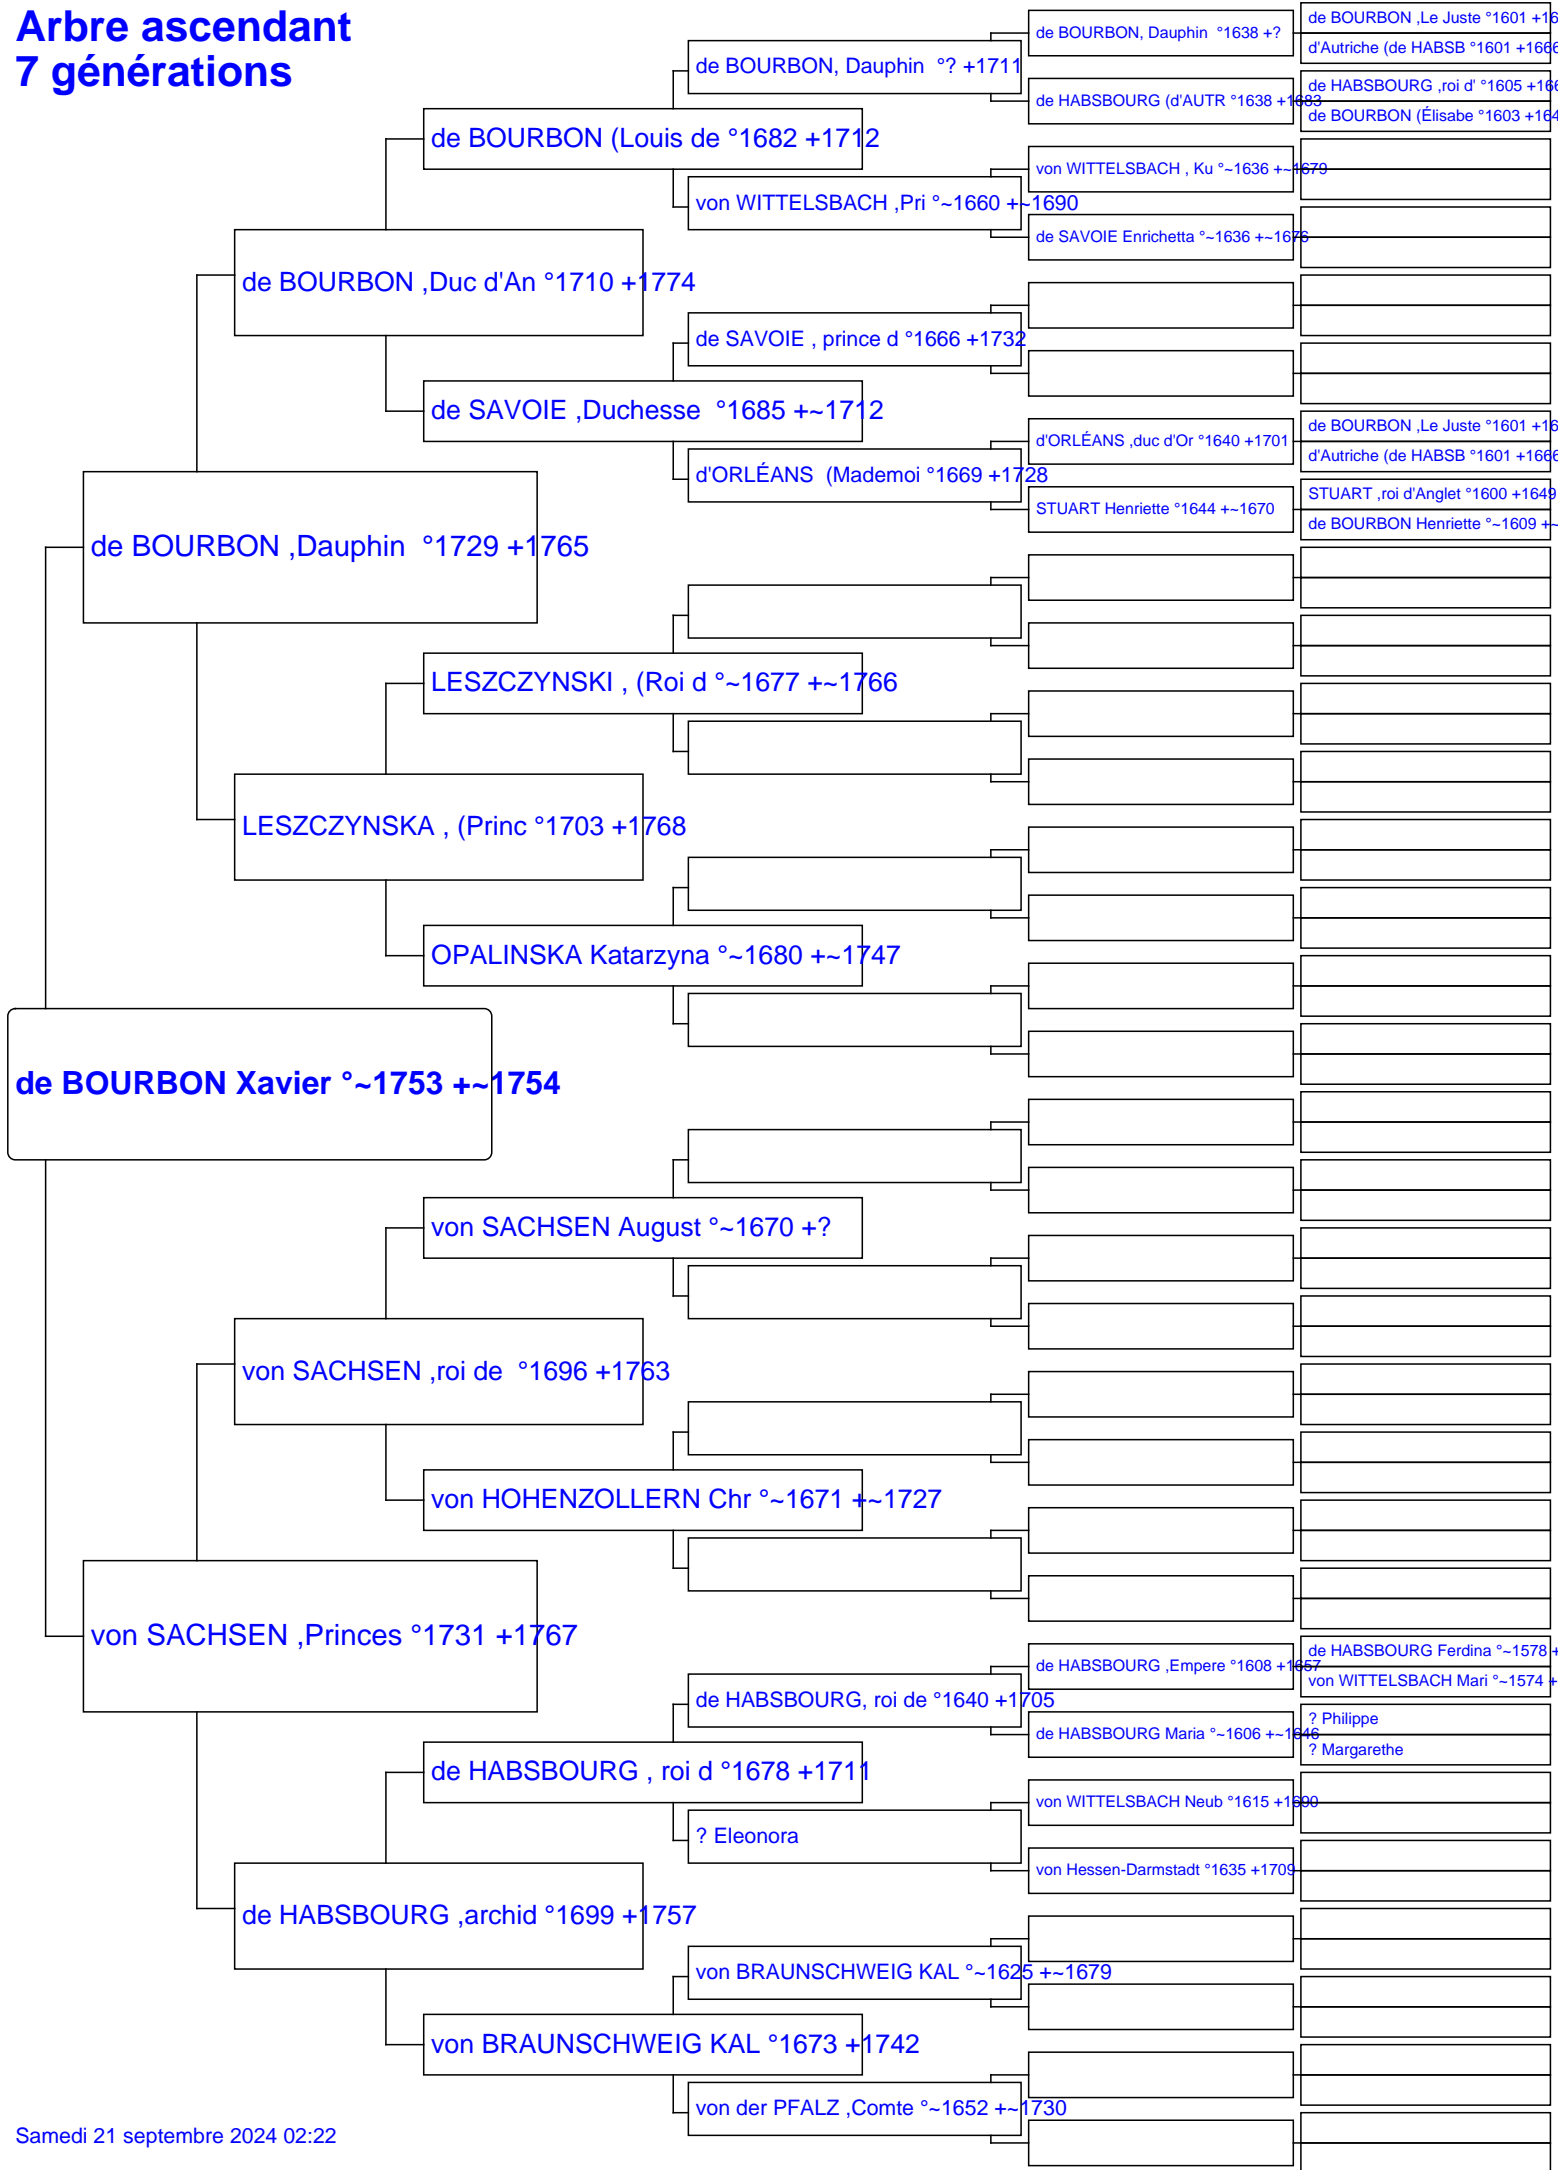 Arbre ascendant
7 générations
de BOURBON Xavier °~1753 +~1754
de BOURBON ,Dauphin °1729 +1765
von SACHSEN ,Princes °1731 +1767
de BOURBON ,Duc d'An °1710 +1774
LESZCZYNSKA , (Princ °1703 +1768
von SACHSEN ,roi de °1696 +1763
de HABSBOURG ,archid °1699 +1757
de BOURBON (Louis de °1682 +1712
de SAVOIE ,Duchesse °1685 +~1712
LESZCZYNSKI , (Roi d °~1677 +~1766
OPALINSKA Katarzyna °~1680 +~1747
von SACHSEN August °~1670 +?
von HOHENZOLLERN Chr °~1671 +~1727
de HABSBOURG , roi d °1678 +1711
von BRAUNSCHWEIG KAL °1673 +1742
de BOURBON, Dauphin °? +1711
von WITTELSBACH ,Pri °~1660 +~1690
de SAVOIE , prince d °1666 +1732
d'ORLÉANS (Mademoi °1669 +1728
de HABSBOURG, roi de °1640 +1705
? Eleonora
von BRAUNSCHWEIG KAL °~1625 +~1679
von der PFALZ ,Comte °~1652 +~1730
de BOURBON, Dauphin °1638 +?
de HABSBOURG (d'AUTR °1638 +1683
von WITTELSBACH , Ku °~1636 +~1679
de SAVOIE Enrichetta °~1636 +~1676
d'ORLÉANS ,duc d'Or °1640 +1701
STUART Henriette °1644 +~1670
de HABSBOURG ,Empere °1608 +1657
de HABSBOURG Maria °~1606 +~1646
von WITTELSBACH Neub °1615 +1690
von Hessen-Darmstadt °1635 +1709
de BOURBON ,Le Juste °1601 +16
d'Autriche (de HABSB °1601 +1666
de HABSBOURG ,roi d' °1605 +166
de BOURBON (Élisabe °1603 +164
de BOURBON ,Le Juste °1601 +16
d'Autriche (de HABSB °1601 +1666
STUART ,roi d'Anglet °1600 +1649
de BOURBON Henriette °~1609 +~
de HABSBOURG Ferdina °~1578 +
von WITTELSBACH Mari °~1574 +
? Philippe
? Margarethe
Samedi 21 septembre 2024 02:22